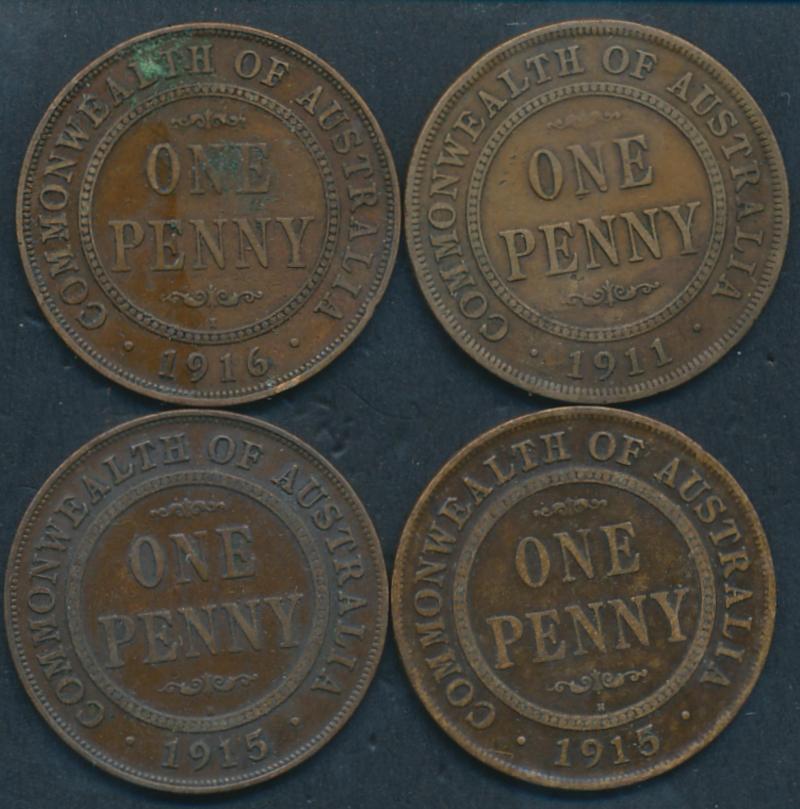 COMMONWEALTH OF AUSTRALIA
ONE
PENNY
I
· 1916 ·
COMMONWEALTH OF AUSTRALIA
ONE
PENNY
· 1911 ·
COMMONWEALTH OF AUSTRALIA
ONE
PENNY
· 1915 ·
COMMONWEALTH OF AUSTRALIA
ONE
PENNY
H
· 1915 ·